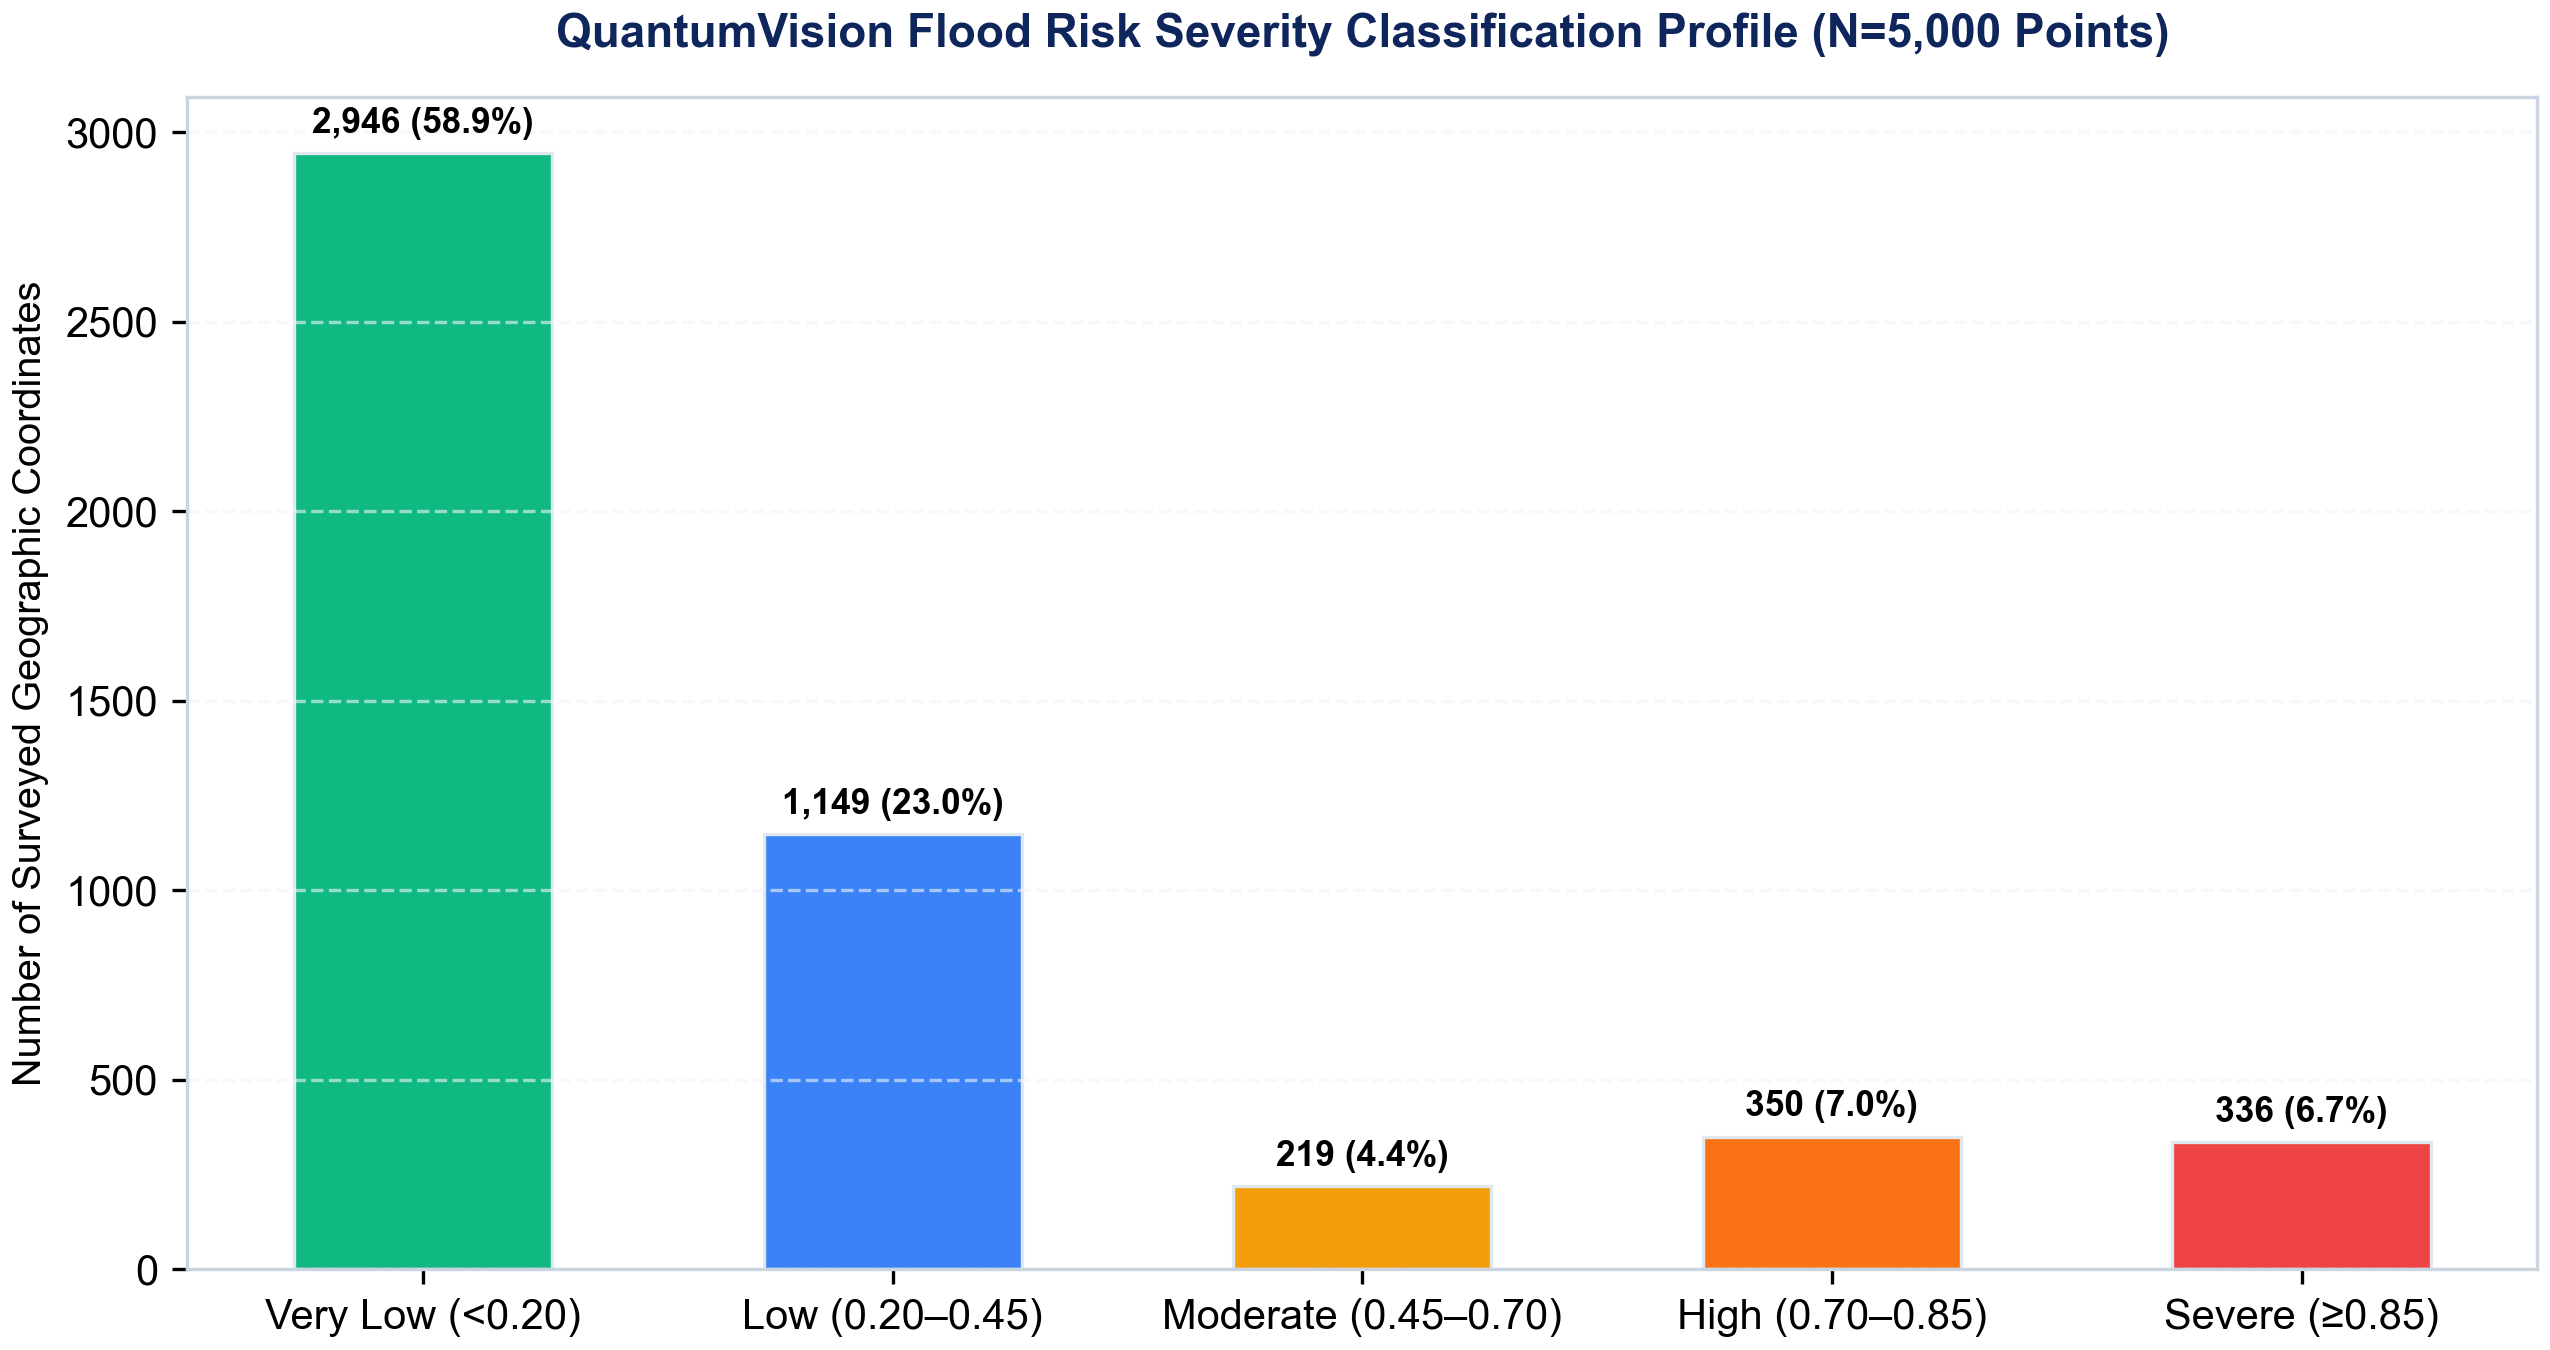 QuantumVision Flood Risk Severity Classification Profile (N=5,000 Points)
Number of Surveyed Geographic Coordinates
3000
2500
2000
1500
1000
500
0
2,946 (58.9%)
1,149 (23.0%)
219 (4.4%)
350 (7.0%)
336 (6.7%)
Very Low (<0.20)
Low (0.20–0.45)
Moderate (0.45–0.70)
High (0.70–0.85)
Severe (≥0.85)